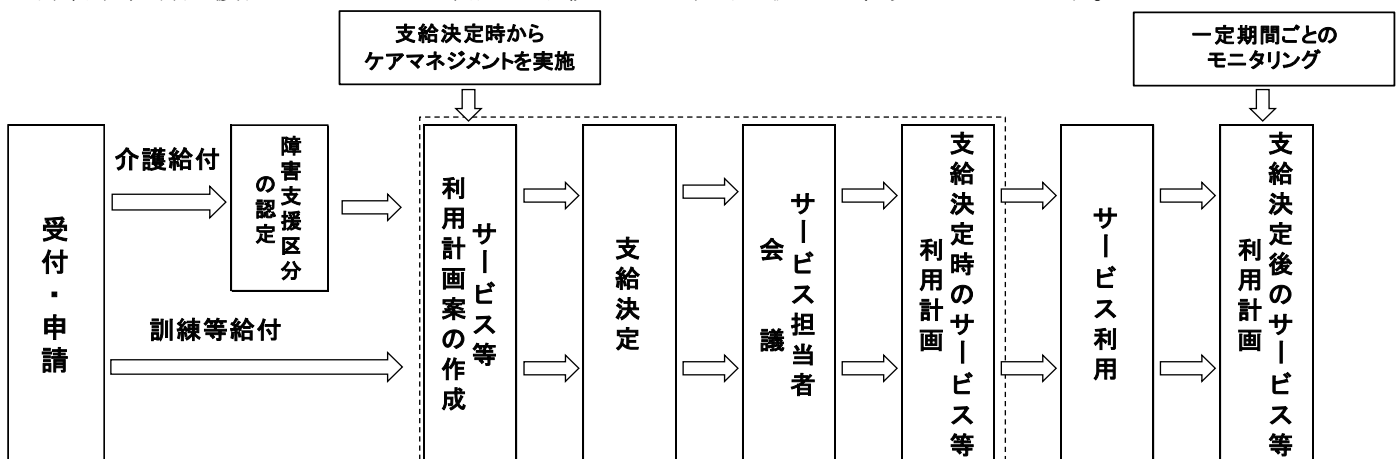 支給決定時から
ケアマネジメントを実施
一定期間ごとの
モニタリング
受付・申請
介護給付
障害支援区分
の認定
訓練等給付
サービス等
利用計画案の作成
支給決定
サービス担当者
会議
支給決定時のサービス等
利用計画
サービス利用
支給決定後のサービス等
利用計画